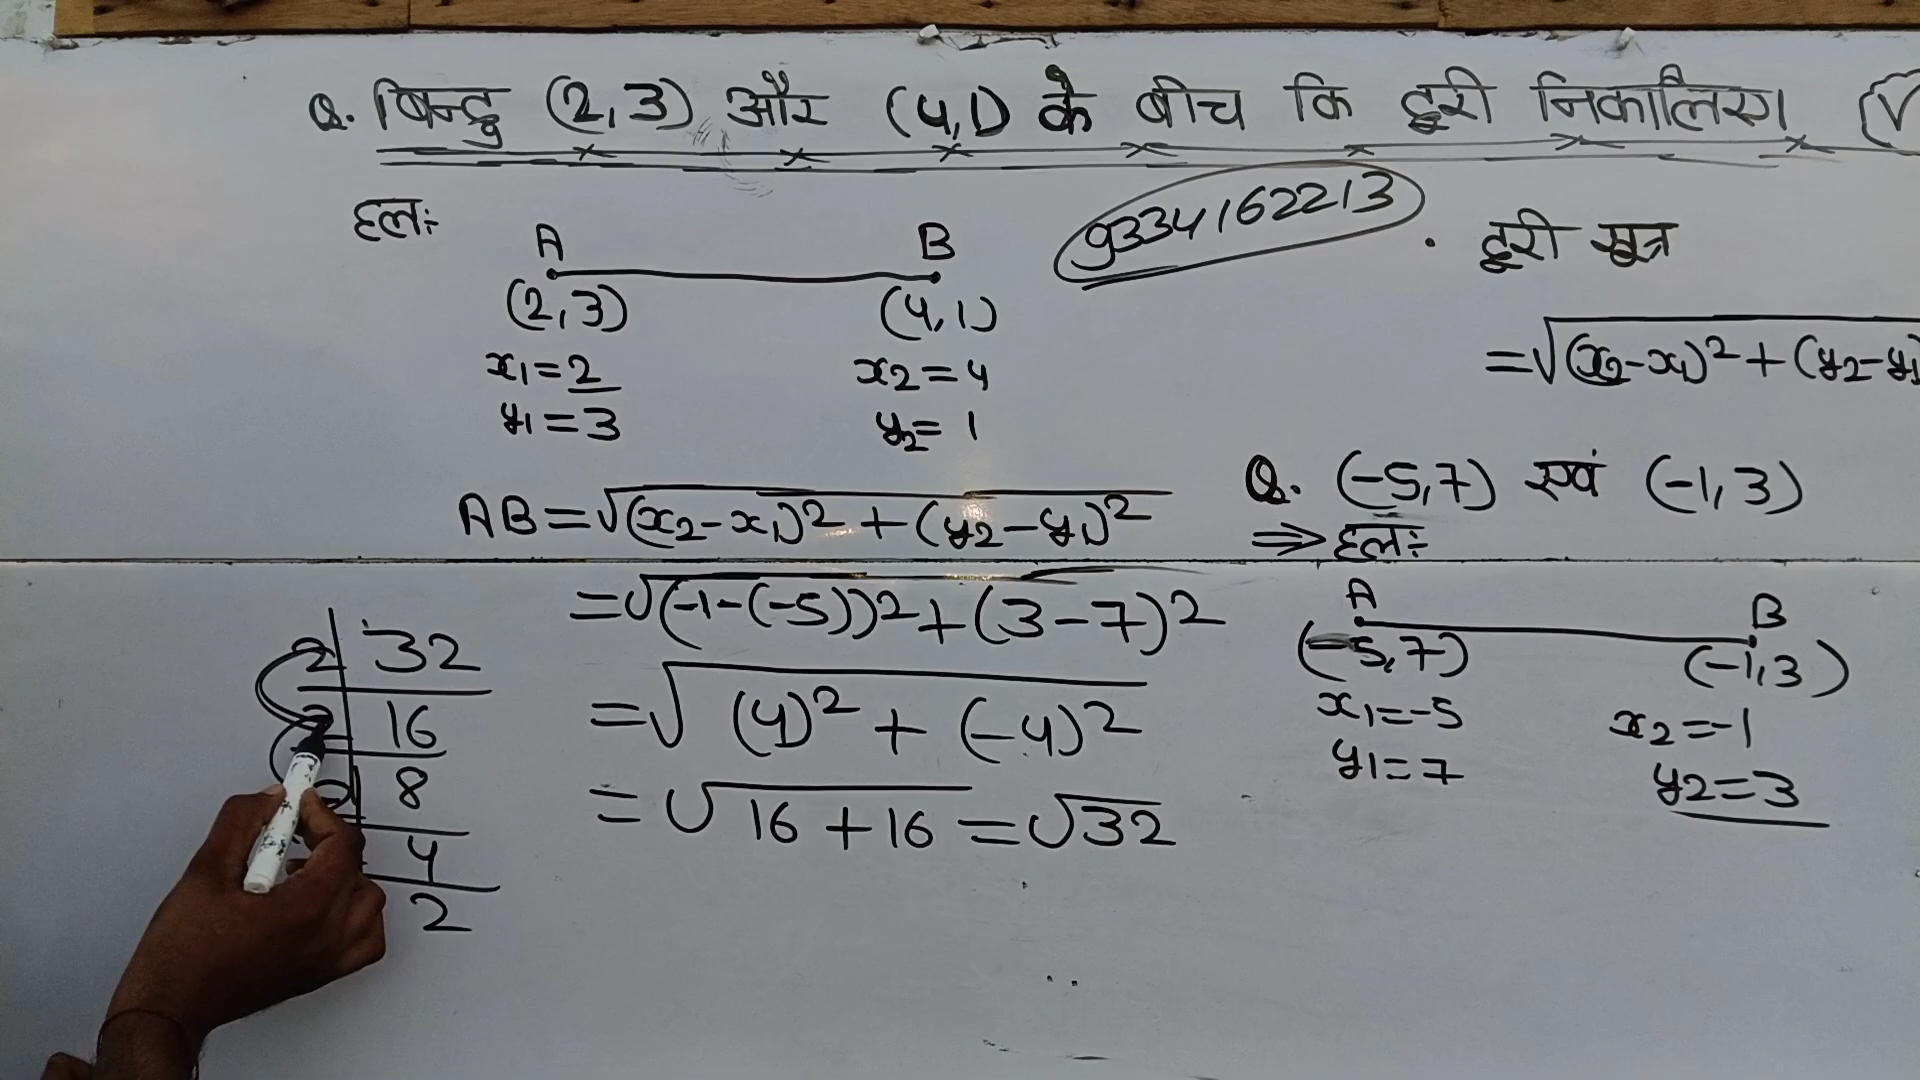 Q. बिन्दु (2,3) और (4,1) के बीच कि दूरी निकालिए।
हल:
9334162213
दूरी सूत्र
A B
(2,3) (4,1)
=√(x2-x1)² + (y2-y1)
x1=2 x2=4
y1=3 y2=1
Q. (-5,7) एवं (-1,3)
AB=√(x2-x1)² + (y2-y1)²
⇒ हल:
=√(-1-(-5))²+(3-7)²
A B
(-5,7) (-1,3)
2 32
=√(4)² + (-4)²
x1=-5 x2=-1
2 16
y1=7 y2=3
2 8
=√16+16 =√32
4
2